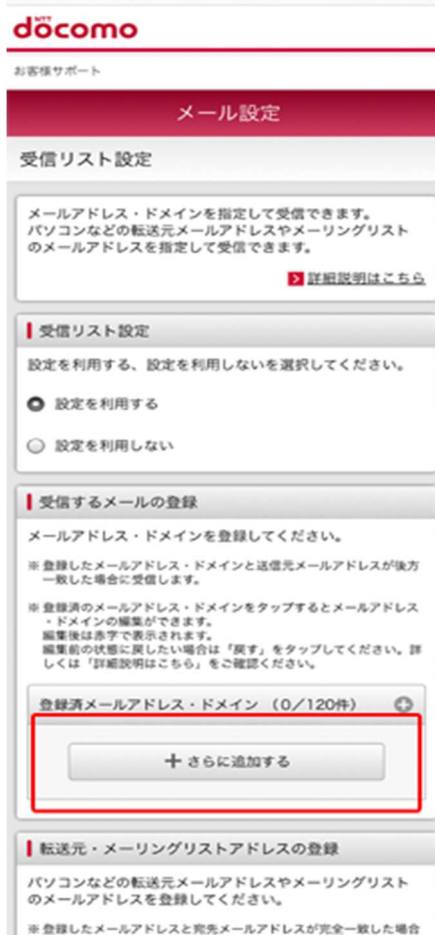 NTT
döcomo
お客様サポート
メール設定
受信リスト設定
メールアドレス・ドメインを指定して受信できます。
パソコンなどの転送元メールアドレスやメーリングリスト
のメールアドレスを指定して受信できます。
詳細説明はこちら
受信リスト設定
設定を利用する、設定を利用しないを選択してください。
設定を利用する
設定を利用しない
受信するメールの登録
メールアドレス・ドメインを登録してください。
※ 登録したメールアドレス・ドメインと送信元メールアドレスが後方
一致した場合に受信します。
※ 登録済のメールアドレス・ドメインをタップするとメールアドレス
・ドメインの編集ができます。
編集後は赤字で表示されます。
編集前の状態に戻したい場合は「戻す」をタップしてください。詳
しくは「詳細説明はこちら」をご確認ください。
登録済メールアドレス・ドメイン （0／120件）
＋さらに追加する
転送元・メーリングリストアドレスの登録
パソコンなどの転送元メールアドレスやメーリングリスト
のメールアドレスを登録してください。
※ 登録したメールアドレスと宛先メールアドレスが完全一致した場合